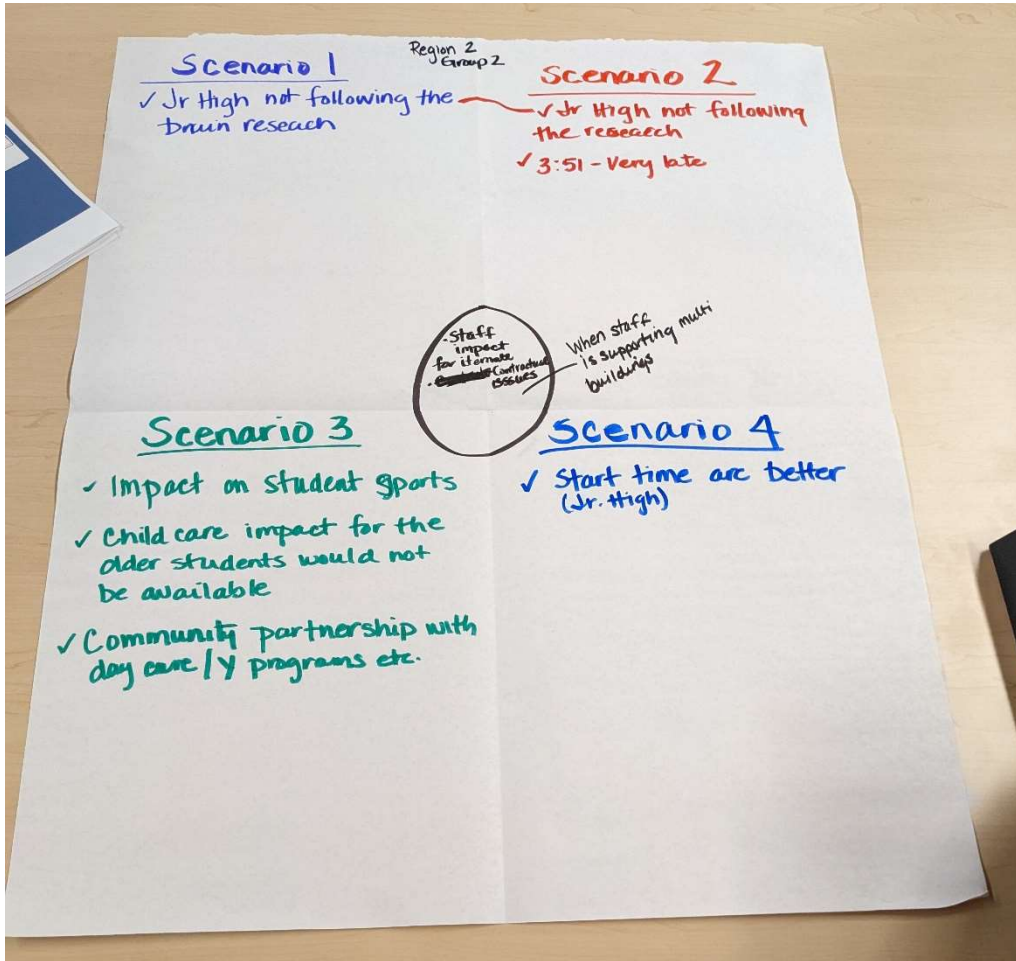 Region 2
Group 2
Scenario 1
✓ Jr High not following the
bruin reseach
Scenario 2
✓ Jr High not following
the reseaech
✓ 3:51 - Very late
- Staff
impact
for iternate
- Contractual
issues
When staff
is supporting multi
buildings
Scenario 3
✓ Impact on student sports
✓ Child care impact for the
older students would not
be available
✓ Community partnership with
day care / Y programs etc.
Scenario 4
✓ Start time are better
(Jr. High)